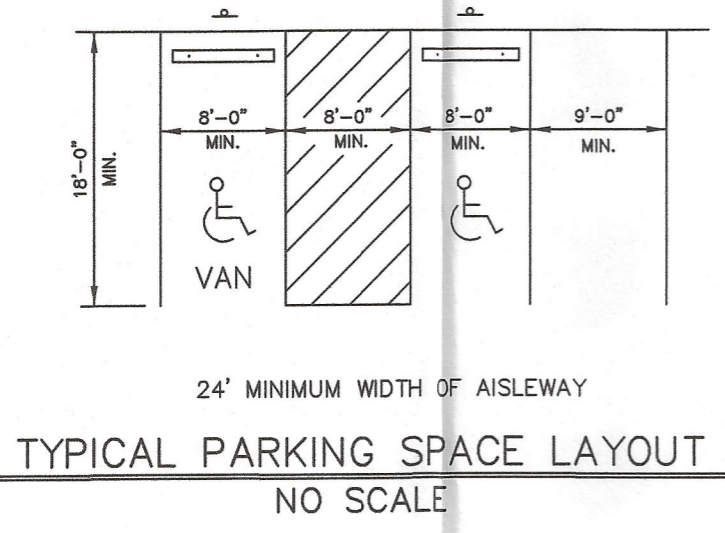 8'-0" 8'-0" 8'-0" 9'-0"
MIN. MIN. MIN. MIN.
18'-0"
MIN.
VAN
24' MINIMUM WIDTH OF AISLEWAY
TYPICAL PARKING SPACE LAYOUT
NO SCALE